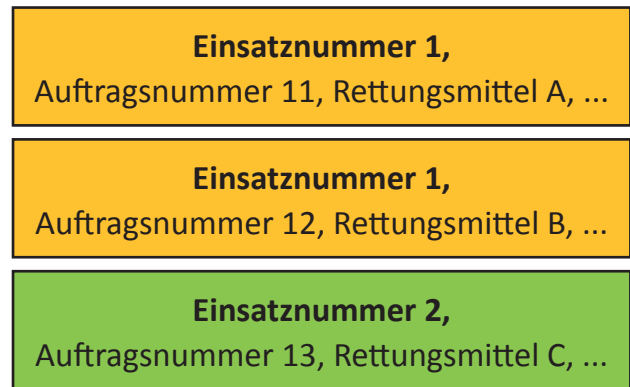 Einsatznummer 1,
Auftragsnummer 11, Rettungsmittel A, ...
Einsatznummer 1,
Auftragsnummer 12, Rettungsmittel B, ...
Einsatznummer 2,
Auftragsnummer 13, Rettungsmittel C, ...